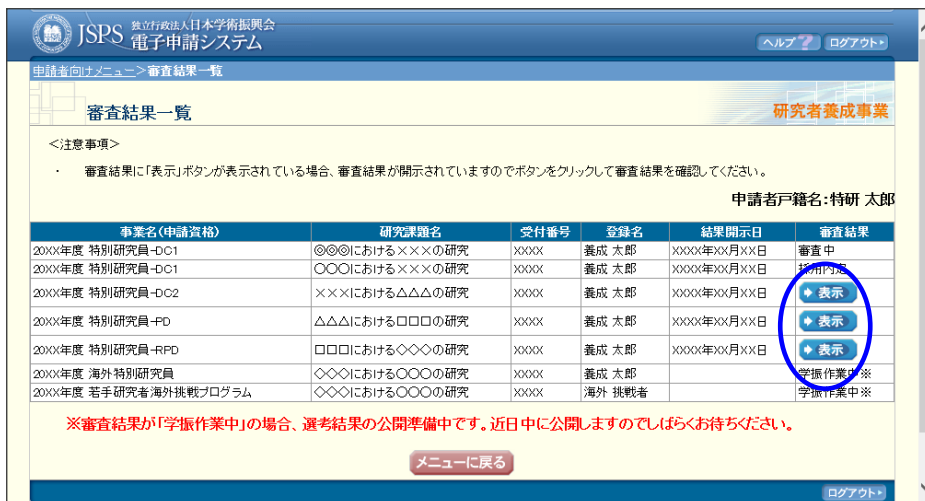 JSPS 独立行政法人日本学術振興会
電子申請システム
ヘルプ ? ログアウト
申請者向けメニュー>審査結果一覧
審査結果一覧
研究者養成事業
<注意事項>
・ 審査結果に「表示」ボタンが表示されている場合、審査結果が開示されていますのでボタンをクリックして審査結果を確認してください。
申請者戸籍名:特研 太郎
事業名(申請資格) 研究課題名 受付番号 登録名 結果開示日 審査結果
20XX年度 特別研究員-DC1 ◎◎◎における×××の研究 XXXX 養成 太郎 XXXX年XX月XX日 審査中
20XX年度 特別研究員-DC1 〇〇〇における×××の研究 XXXX 養成 太郎 XXXX年XX月XX日 採用内定
20XX年度 特別研究員-DC2 ×××における△△△の研究 XXXX 養成 太郎 XXXX年XX月XX日 表示
20XX年度 特別研究員-PD △△△における□□□の研究 XXXX 養成 太郎 XXXX年XX月XX日 表示
20XX年度 特別研究員-RPD □□□における◇◇◇の研究 XXXX 養成 太郎 XXXX年XX月XX日 表示
20XX年度 海外特別研究員 ◇◇◇における〇〇〇の研究 XXXX 養成 太郎 学振作業中※
20XX年度 若手研究者海外挑戦プログラム ◇◇◇における〇〇〇の研究 XXXX 海外 挑戦者 学振作業中※
※審査結果が「学振作業中」の場合、選考結果の公開準備中です。近日中に公開しますのでしばらくお待ちください。
メニューに戻る
ログアウト